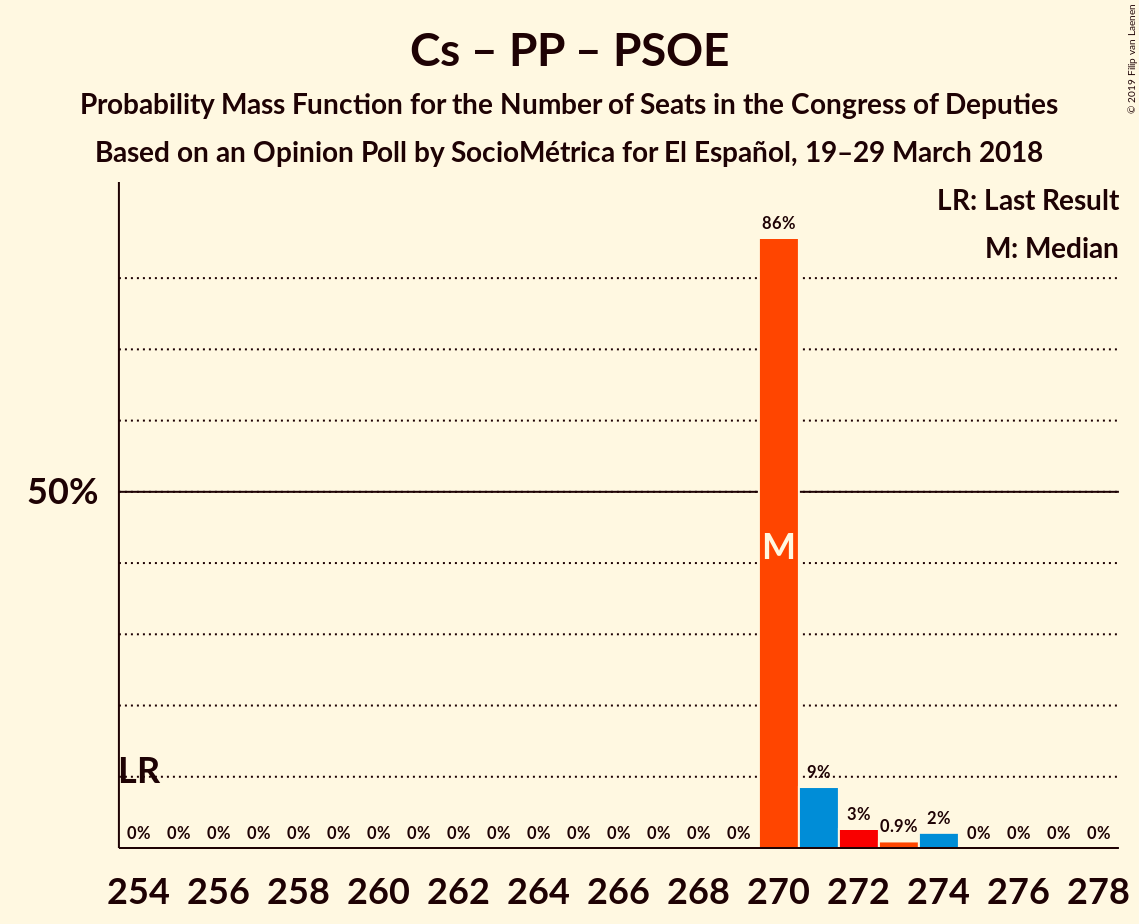 Cs – PP – PSOE
Probability Mass Function for the Number of Seats in the Congress of Deputies
Based on an Opinion Poll by SocioMétrica for El Español, 19–29 March 2018
© 2019 Filip van Laenen
LR: Last Result
M: Median
86%
50%
M
LR
9%
3%
0.9%
2%
0% 0% 0% 0% 0% 0% 0% 0% 0% 0% 0% 0% 0% 0% 0% 0% 0% 0% 0% 0%
254 256 258 260 262 264 266 268 270 272 274 276 278